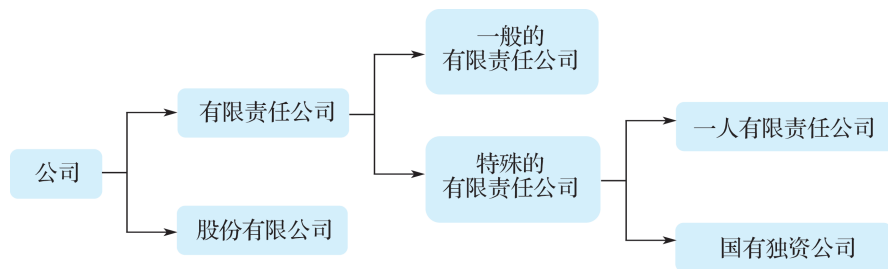 公司
有限责任公司
股份有限公司
一般的
有限责任公司
特殊的
有限责任公司
一人有限责任公司
国有独资公司